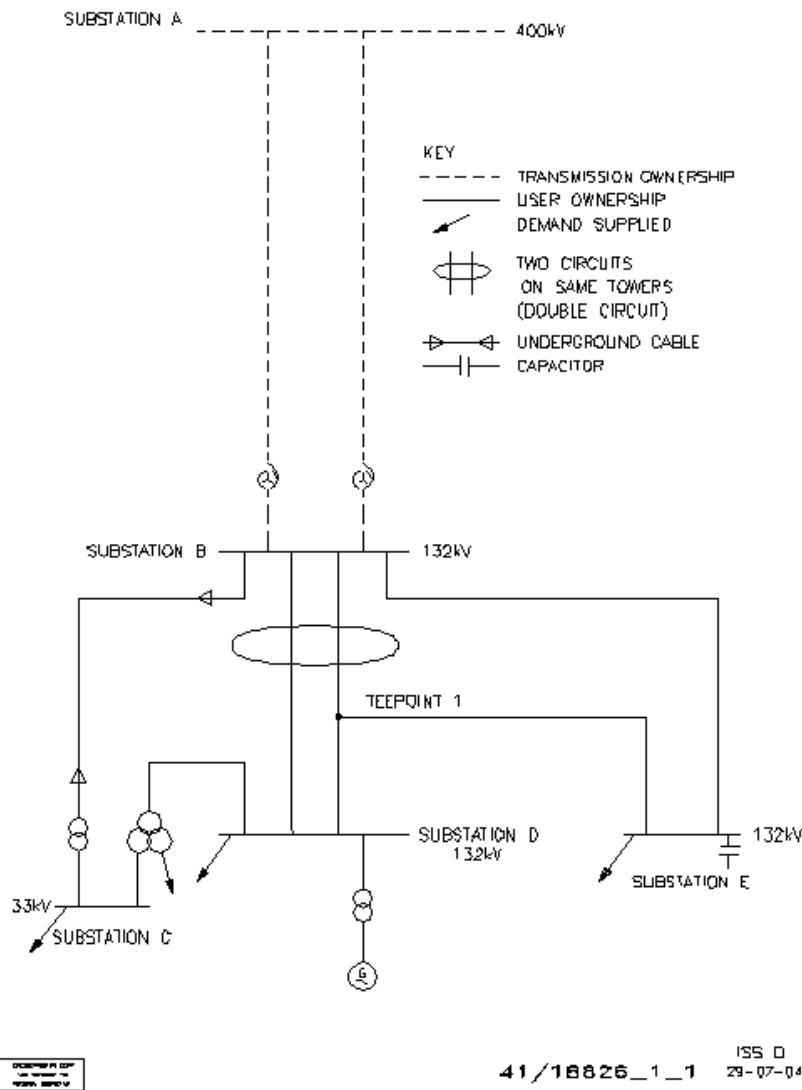 SUBSTATION A
400kV
KEY
TRANSMISSION OWNERSHIP
USER OWNERSHIP
DEMAND SUPPLIED
TWO CIRCUITS
ON SAME TOWERS
(DOUBLE CIRCUIT)
UNDERGROUND CABLE
CAPACITOR
SUBSTATION B
132kV
TEEPOINT 1
SUBSTATION D
132kV
132kV
SUBSTATION E
33kV
SUBSTATION C
G
41/18826_1_1
ISS D
29-07-04